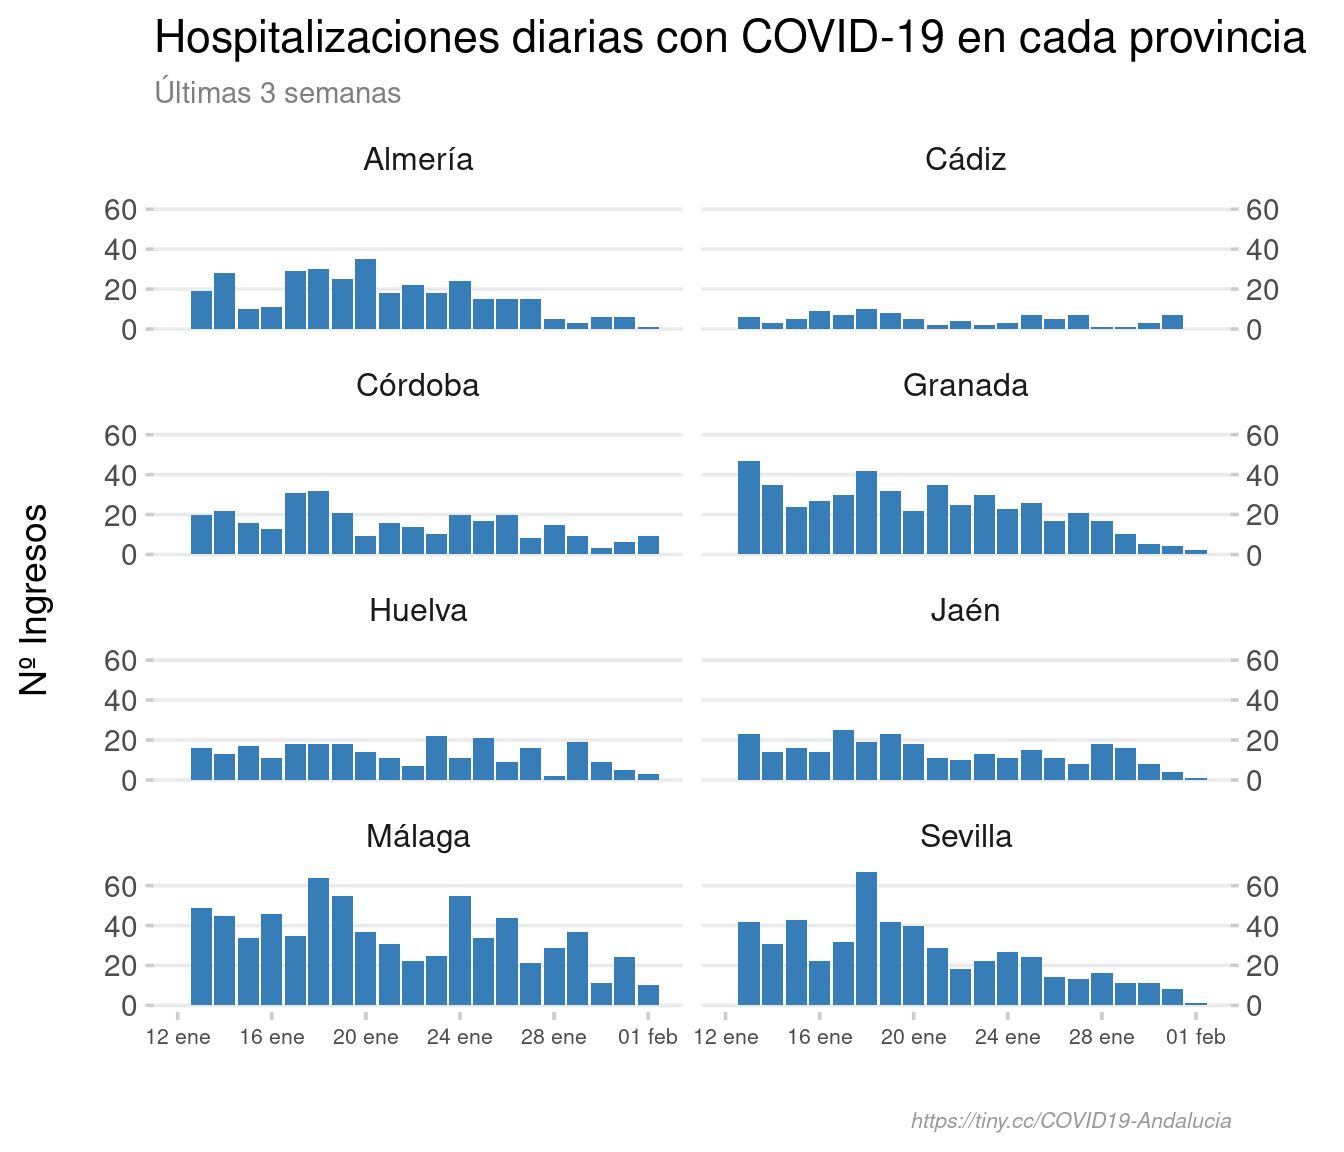 Hospitalizaciones diarias con COVID-19 en cada provincia
Últimas 3 semanas
Almería
Cádiz
60
40
20
0
60
40
20
0
Córdoba
Granada
60
40
20
0
60
40
20
0
Nº Ingresos
Huelva
Jaén
60
40
20
0
60
40
20
0
Málaga
Sevilla
60
40
20
0
60
40
20
0
12 ene 16 ene 20 ene 24 ene 28 ene 01 feb
12 ene 16 ene 20 ene 24 ene 28 ene 01 feb
https://tiny.cc/COVID19-Andalucia